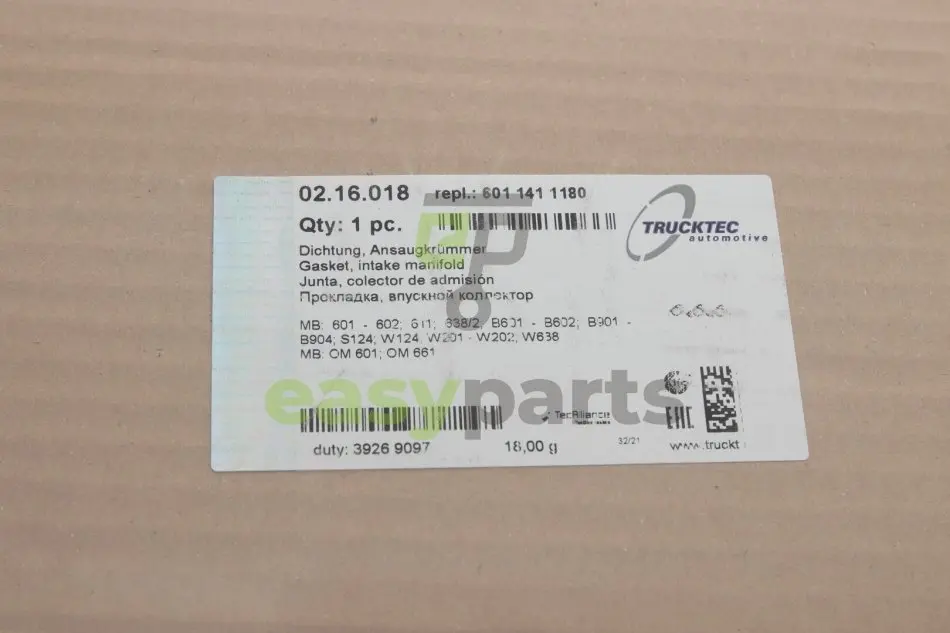 02.16.018 repl.: 601 141 1180
Qty: 1 pc.
TRUCKTEC
automotive
Dichtung, Ansaugkrümmer
Gasket, intake manifold
Junta, colector de admisión
Прокладка, впускной коллектор
MB: 601 - 602; 611; 638/2; B601 - B602; B901 -
B904; S124; W124, W201 - W202; W638
MB: OM 601; OM 661
easyparts
TecAlliance
EAC
duty: 3926 9097 18,00 g
32/21
www.truckt